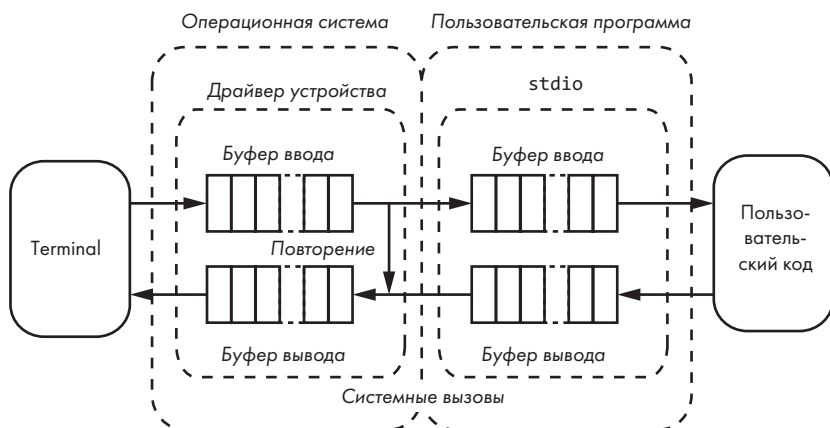 Операционная система
Пользовательская программа
Драйвер устройства
stdio
Буфер ввода
Буфер ввода
Terminal
Повторение
Пользо-
ватель-
ский код
Буфер вывода
Буфер вывода
Системные вызовы